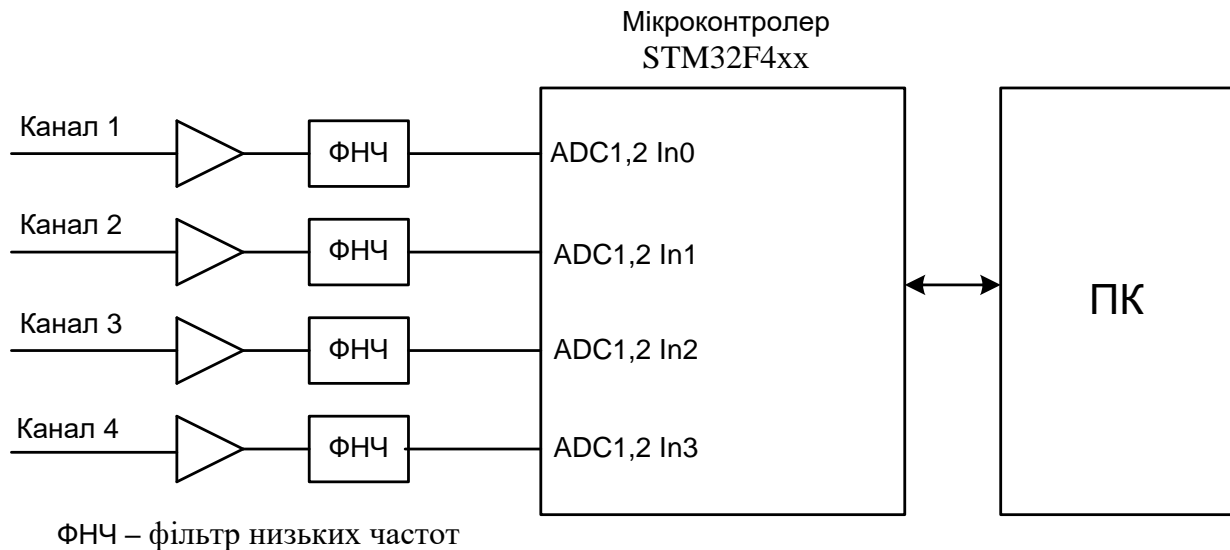 Мікроконтролер
STM32F4xx
Канал 1
ФНЧ
ADC1,2 In0
Канал 2
ФНЧ
ADC1,2 In1
Канал 3
ФНЧ
ADC1,2 In2
Канал 4
ФНЧ
ADC1,2 In3
ПК
ФНЧ – фільтр низьких частот